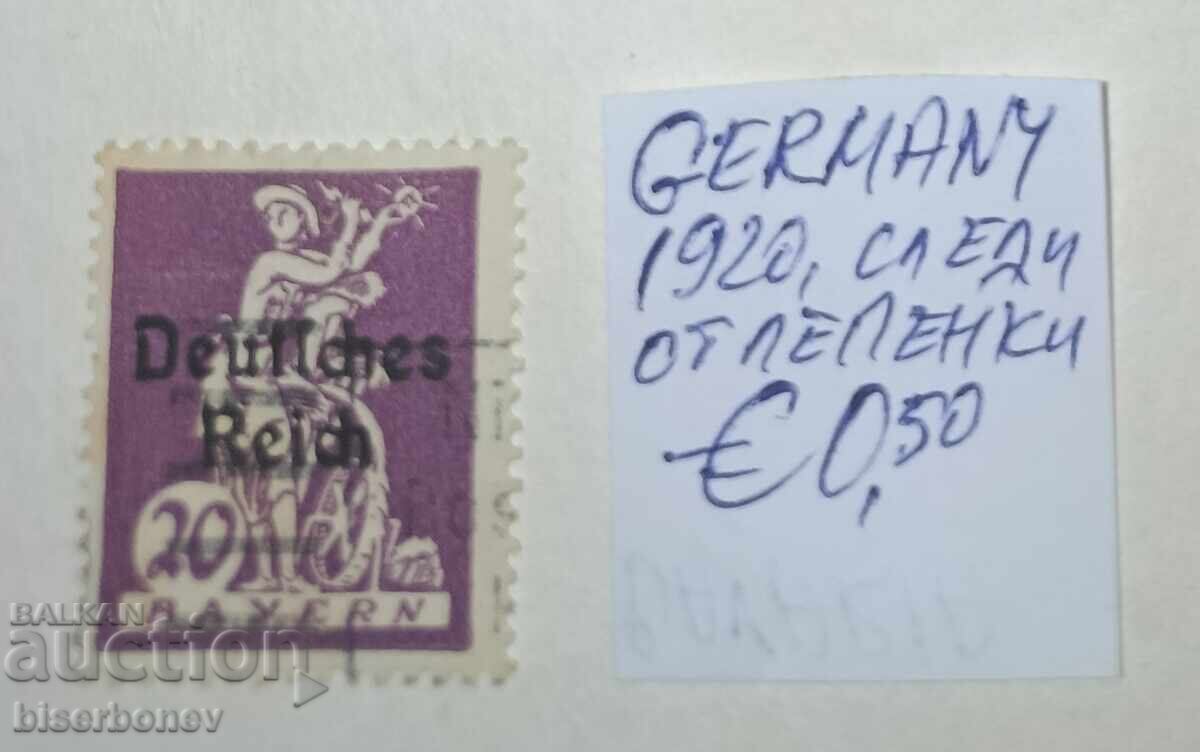 Deutsches
Reich
20
BAYERN
GERMANY
1920, СЛЕДИ
ОТ ЛЕПЕНКИ
€0,50
BALKAN
auction
biserbonev